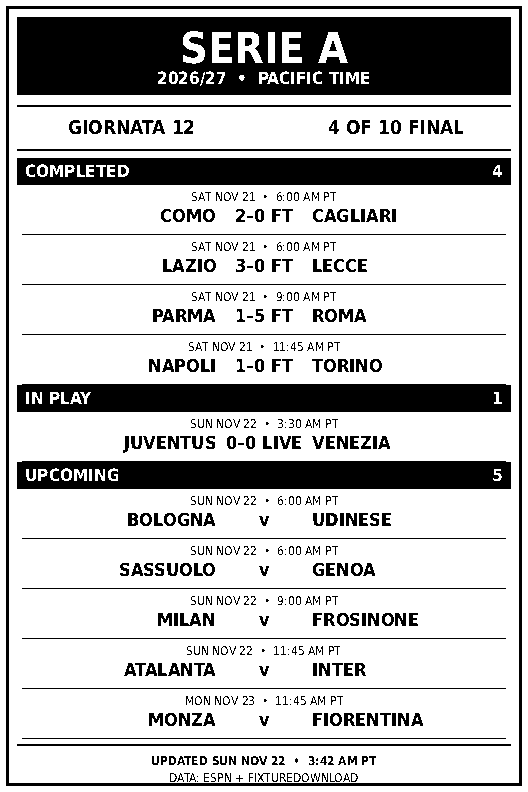 SERIE A
2026/27 • PACIFIC TIME
GIORNATA 12 4 OF 10 FINAL
COMPLETED 4
SAT NOV 21 • 6:00 AM PT
COMO 2-0 FT CAGLIARI
SAT NOV 21 • 6:00 AM PT
LAZIO 3-0 FT LECCE
SAT NOV 21 • 9:00 AM PT
PARMA 1-5 FT ROMA
SAT NOV 21 • 11:45 AM PT
NAPOLI 1-0 FT TORINO
IN PLAY 1
SUN NOV 22 • 3:30 AM PT
JUVENTUS 0-0 LIVE VENEZIA
UPCOMING 5
SUN NOV 22 • 6:00 AM PT
BOLOGNA v UDINESE
SUN NOV 22 • 6:00 AM PT
SASSUOLO v GENOA
SUN NOV 22 • 9:00 AM PT
MILAN v FROSINONE
SUN NOV 22 • 11:45 AM PT
ATALANTA v INTER
MON NOV 23 • 11:45 AM PT
MONZA v FIORENTINA
UPDATED SUN NOV 22 • 3:42 AM PT
DATA: ESPN + FIXTUREDOWNLOAD